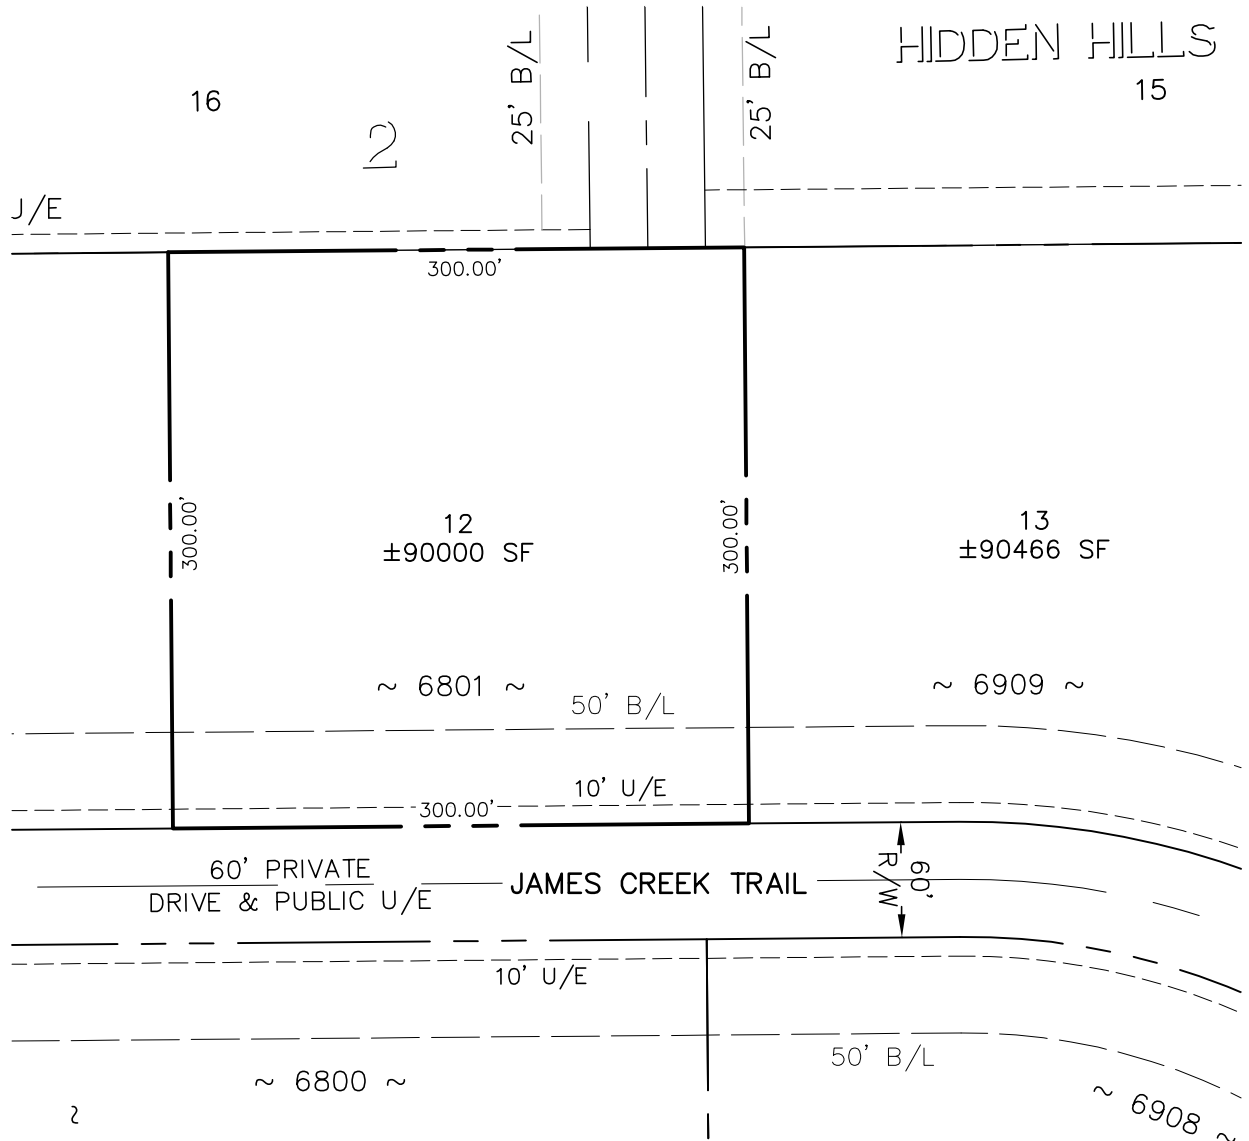 HIDDEN HILLS
25' B/L
25' B/L
16
15
2
U/E
300.00'
300.00'
300.00'
12
±90000 SF
13
±90466 SF
~ 6801 ~
~ 6909 ~
50' B/L
10' U/E
300.00'
60' PRIVATE
DRIVE & PUBLIC U/E
JAMES CREEK TRAIL
60'
R/W
10' U/E
50' B/L
~ 6800 ~
~ 6908 ~
~